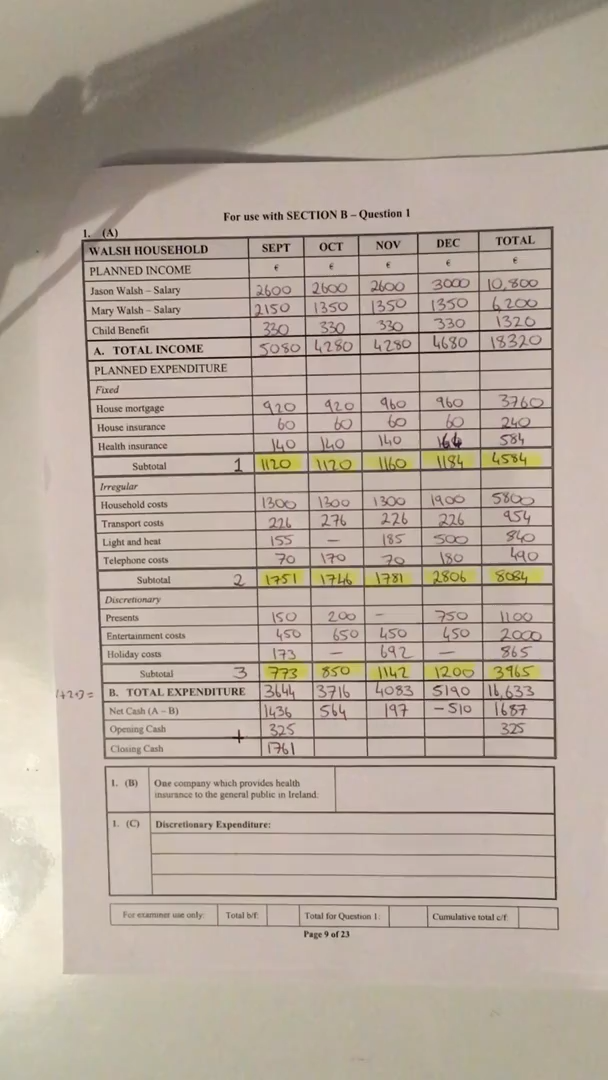 For use with SECTION B – Question 1
1. (A)
WALSH HOUSEHOLD SEPT OCT NOV DEC TOTAL
PLANNED INCOME € € € € €
Jason Walsh – Salary 2600 2600 2600 3000 10,800
Mary Walsh – Salary 2150 1350 1350 1350 6,200
Child Benefit 330 330 330 330 1320
A. TOTAL INCOME 5080 4280 4280 4680 18320
PLANNED EXPENDITURE
Fixed
House mortgage 920 920 960 960 3760
House insurance 60 60 60 60 240
Health insurance 140 140 140 164 584
Subtotal 1 1120 1120 1160 1184 4584
Irregular
Household costs 1300 1300 1300 1900 5800
Transport costs 226 276 226 226 954
Light and heat 155 – 185 500 840
Telephone costs 70 170 70 180 490
Subtotal 2 1751 1746 1781 2806 8084
Discretionary
Presents 150 200 – 750 1100
Entertainment costs 450 650 450 450 2000
Holiday costs 173 – 692 – 865
Subtotal 3 773 850 1142 1200 3965
1+2+3 = B. TOTAL EXPENDITURE 3644 3716 4083 5190 16,633
Net Cash (A – B) 1436 564 197 -510 1687
Opening Cash 325 325
+
Closing Cash 1761
1. (B) One company which provides health
insurance to the general public in Ireland.
1. (C) Discretionary Expenditure:
For examiner use only: Total b/f: Total for Question 1: Cumulative total c/f
Page 9 of 23